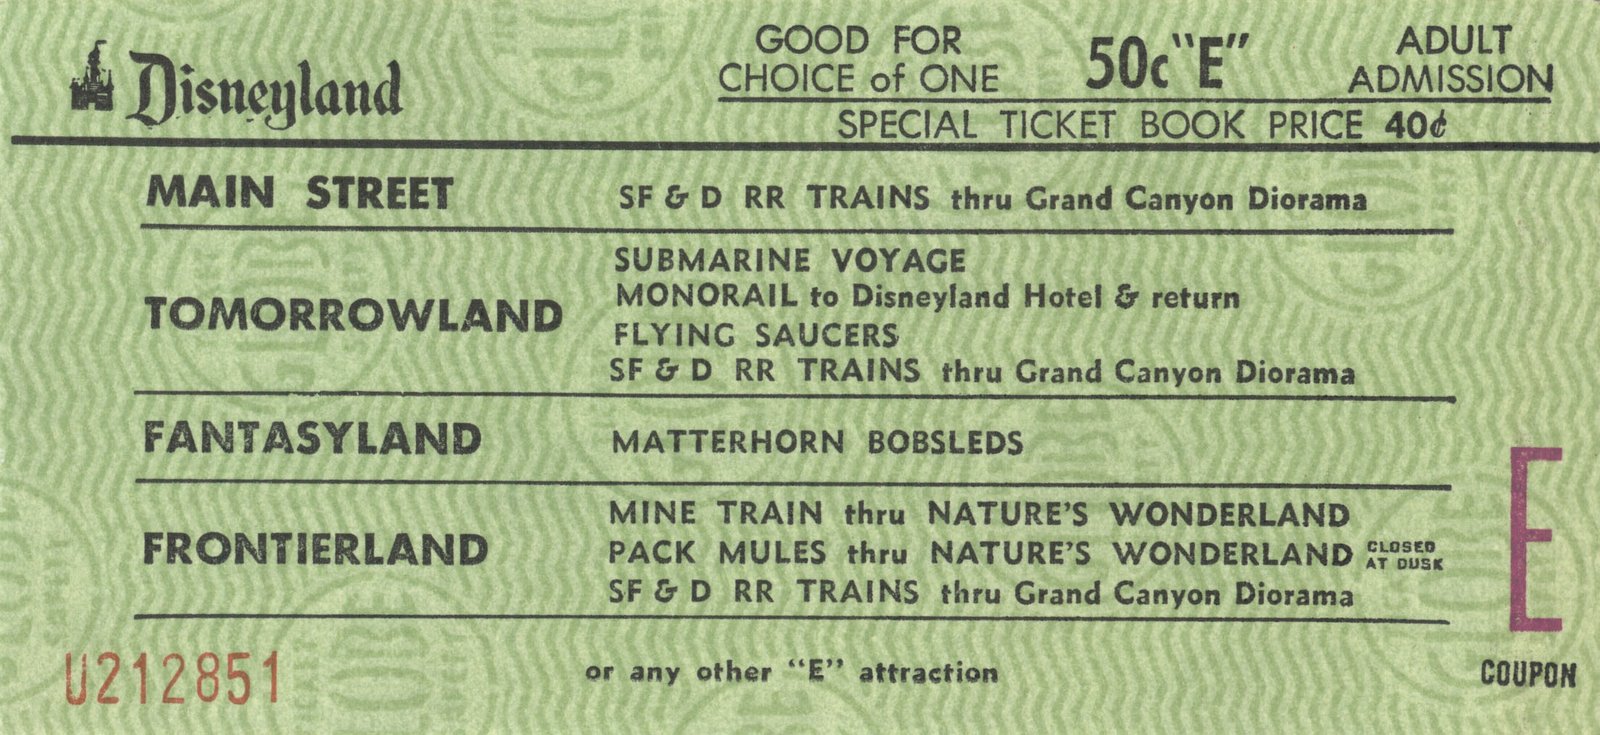 Disneyland
GOOD FOR
CHOICE of ONE
50c "E"
ADULT
ADMISSION
SPECIAL TICKET BOOK PRICE 40¢
MAIN STREET
SF & D RR TRAINS thru Grand Canyon Diorama
TOMORROWLAND
SUBMARINE VOYAGE
MONORAIL to Disneyland Hotel & return
FLYING SAUCERS
SF & D RR TRAINS thru Grand Canyon Diorama
FANTASYLAND
MATTERHORN BOBSLEDS
FRONTIERLAND
MINE TRAIN thru NATURE'S WONDERLAND
PACK MULES thru NATURE'S WONDERLAND CLOSED
AT DUSK
SF & D RR TRAINS thru Grand Canyon Diorama
E
COUPON
U212851
or any other "E" attraction